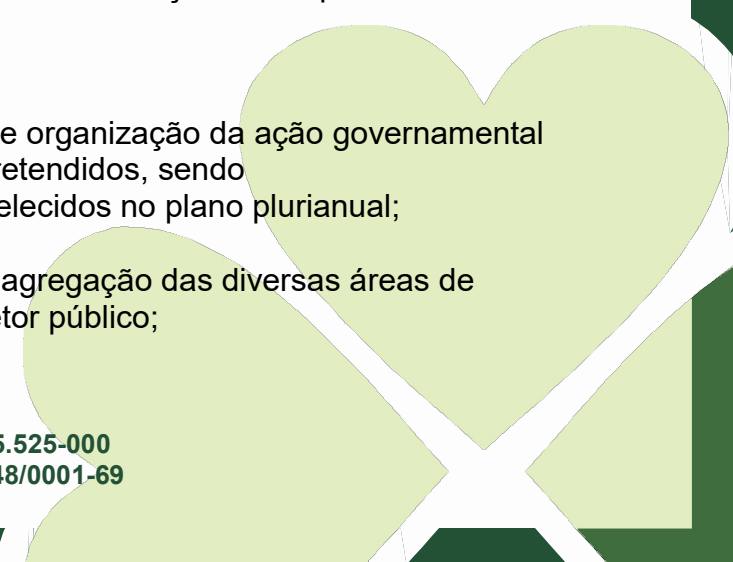 e organização da ação governamental
retendidos, sendo
elecidos no plano plurianual;
agregação das diversas áreas de
etor público;
5.525-000
48/0001-69